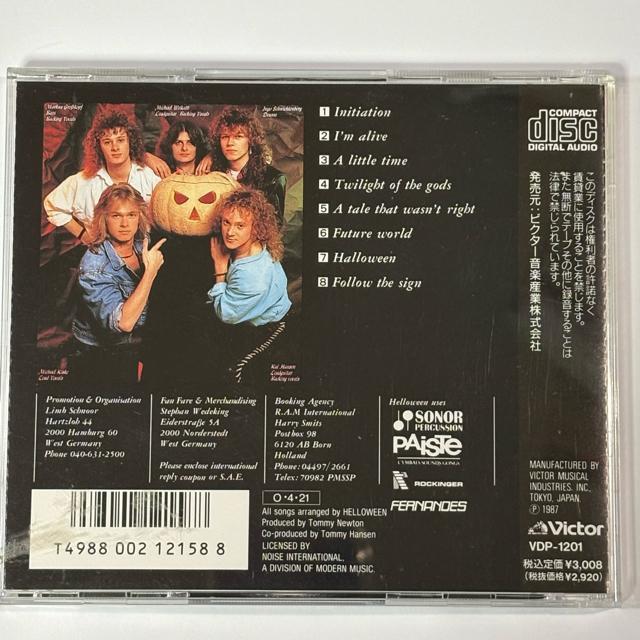 Markus Großkopf
Bass
Backing Vocals
Michael Weikath
Leadguitar Backing Vocals
Ingo Schwichtenberg
Drums
Michael Kiske
Lead Vocals
Kai Hansen
Leadguitar
Backing vocals
1 Initiation
2 I'm alive
3 A little time
4 Twilight of the gods
5 A tale that wasn't right
6 Future world
7 Halloween
8 Follow the sign
COMPACT
disc
DIGITAL AUDIO
このディスクは権利者の許諾なく
賃貸業に使用することを禁じます。
また無断でテープその他に録音することは
法律で禁じられています。
発売元:ビクター音楽産業株式会社
Promotion & Organisation
Limh Schnoor
Hartzloh 44
2000 Hamburg 60
West Germany
Phone 040-631-2500
Fan Fare & Merchandising
Stephan Wedeking
Eiderstraße 5A
2000 Norderstedt
West Germany
Please enclose international
reply coupon or S.A.E.
Booking Agency
R.A.M International
Harry Smits
Postbox 98
6120 AB Born
Holland
Phone: 04497/2661
Telex: 70982 PMSSP
Helloween uses
SONOR
PERCUSSION
PAiSTe
CYMBALS SOUNDS GONGS
ROCKINGER
FERNANDES
T4988 002 12158 8
O·4·21
All songs arranged by HELLOWEEN
Produced by Tommy Newton
Co-produced by Tommy Hansen
LICENSED BY
NOISE INTERNATIONAL.
A DIVISION OF MODERN MUSIC.
MANUFACTURED BY
VICTOR MUSICAL
INDUSTRIES, INC.
TOKYO, JAPAN.
Ⓟ 1987
Victor
VDP-1201
税込定価¥3,008
(税抜価格¥2,920)